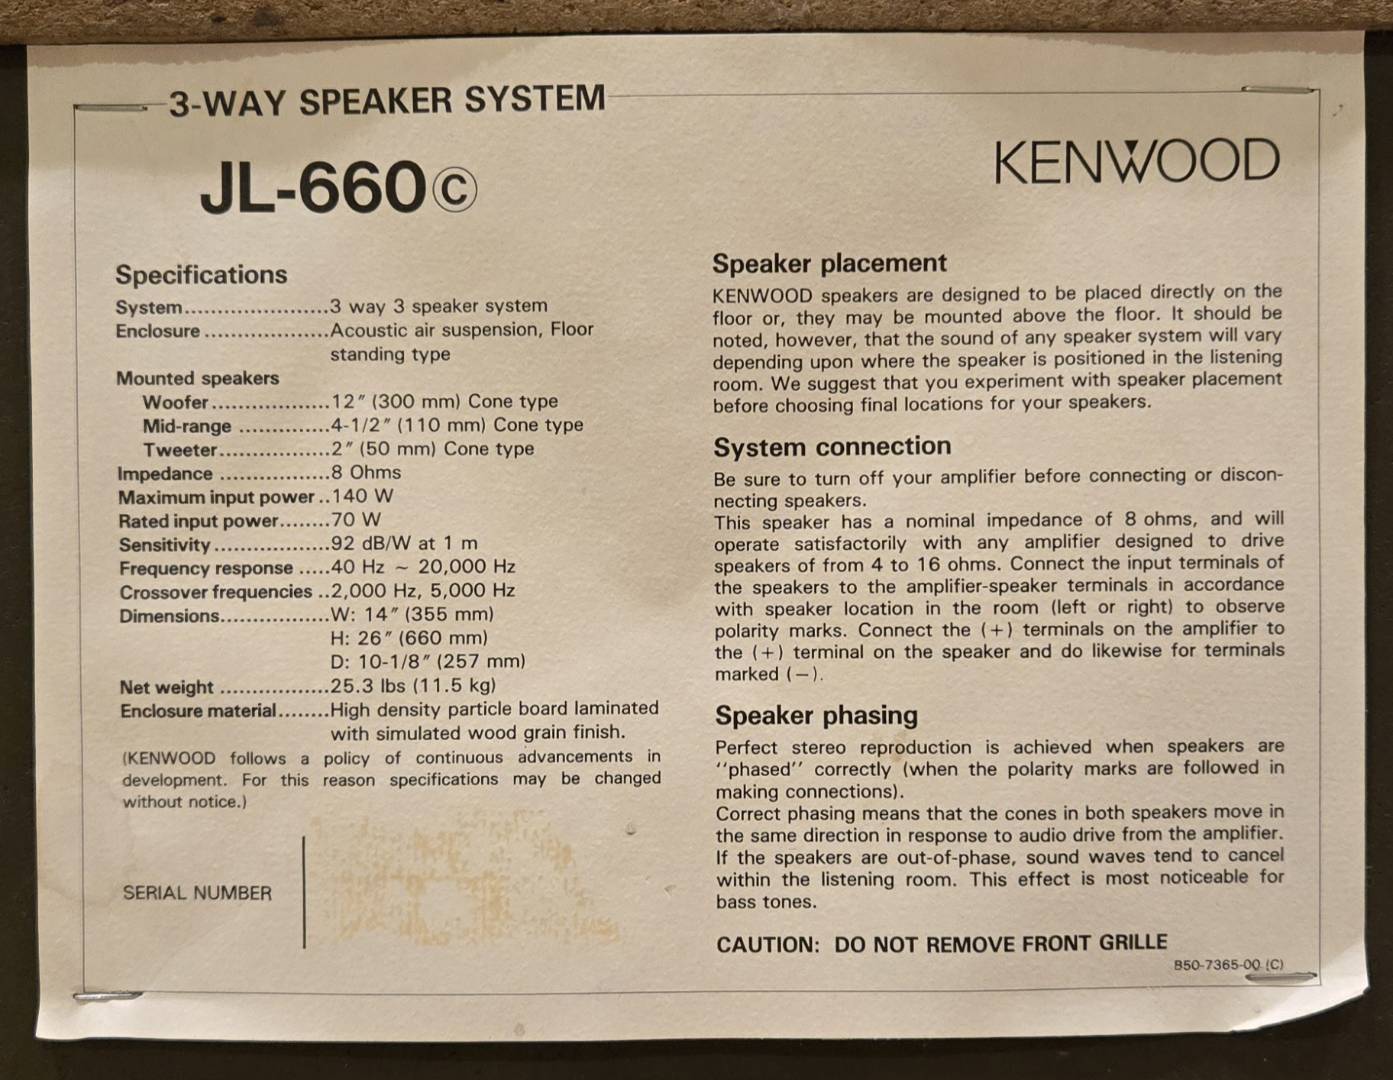 3-WAY SPEAKER SYSTEM
JL-660Ⓒ
KENWOOD
Specifications
System.......................3 way 3 speaker system
Enclosure ....................Acoustic air suspension, Floor
standing type
Mounted speakers
Woofer...................12″ (300 mm) Cone type
Mid-range ...............4-1/2″ (110 mm) Cone type
Tweeter..................2″ (50 mm) Cone type
Impedance ..................8 Ohms
Maximum input power ..140 W
Rated input power........70 W
Sensitivity...................92 dB/W at 1 m
Frequency response .....40 Hz ~ 20,000 Hz
Crossover frequencies ..2,000 Hz, 5,000 Hz
Dimensions..................W: 14″ (355 mm)
H: 26″ (660 mm)
D: 10-1/8″ (257 mm)
Net weight ..................25.3 lbs (11.5 kg)
Enclosure material........High density particle board laminated
with simulated wood grain finish.
(KENWOOD follows a policy of continuous advancements in
development. For this reason specifications may be changed
without notice.)
SERIAL NUMBER
Speaker placement
KENWOOD speakers are designed to be placed directly on the
floor or, they may be mounted above the floor. It should be
noted, however, that the sound of any speaker system will vary
depending upon where the speaker is positioned in the listening
room. We suggest that you experiment with speaker placement
before choosing final locations for your speakers.
System connection
Be sure to turn off your amplifier before connecting or discon-
necting speakers.
This speaker has a nominal impedance of 8 ohms, and will
operate satisfactorily with any amplifier designed to drive
speakers of from 4 to 16 ohms. Connect the input terminals of
the speakers to the amplifier-speaker terminals in accordance
with speaker location in the room (left or right) to observe
polarity marks. Connect the (+) terminals on the amplifier to
the (+) terminal on the speaker and do likewise for terminals
marked (−).
Speaker phasing
Perfect stereo reproduction is achieved when speakers are
‘‘phased’’ correctly (when the polarity marks are followed in
making connections).
Correct phasing means that the cones in both speakers move in
the same direction in response to audio drive from the amplifier.
If the speakers are out-of-phase, sound waves tend to cancel
within the listening room. This effect is most noticeable for
bass tones.
CAUTION: DO NOT REMOVE FRONT GRILLE
B50-7365-00 (C)